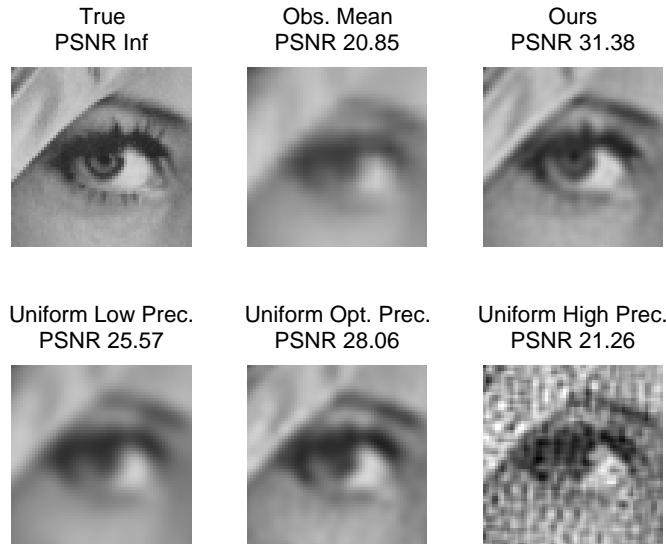 True
PSNR Inf
Obs. Mean
PSNR 20.85
Ours
PSNR 31.38
Uniform Low Prec.
PSNR 25.57
Uniform Opt. Prec.
PSNR 28.06
Uniform High Prec.
PSNR 21.26